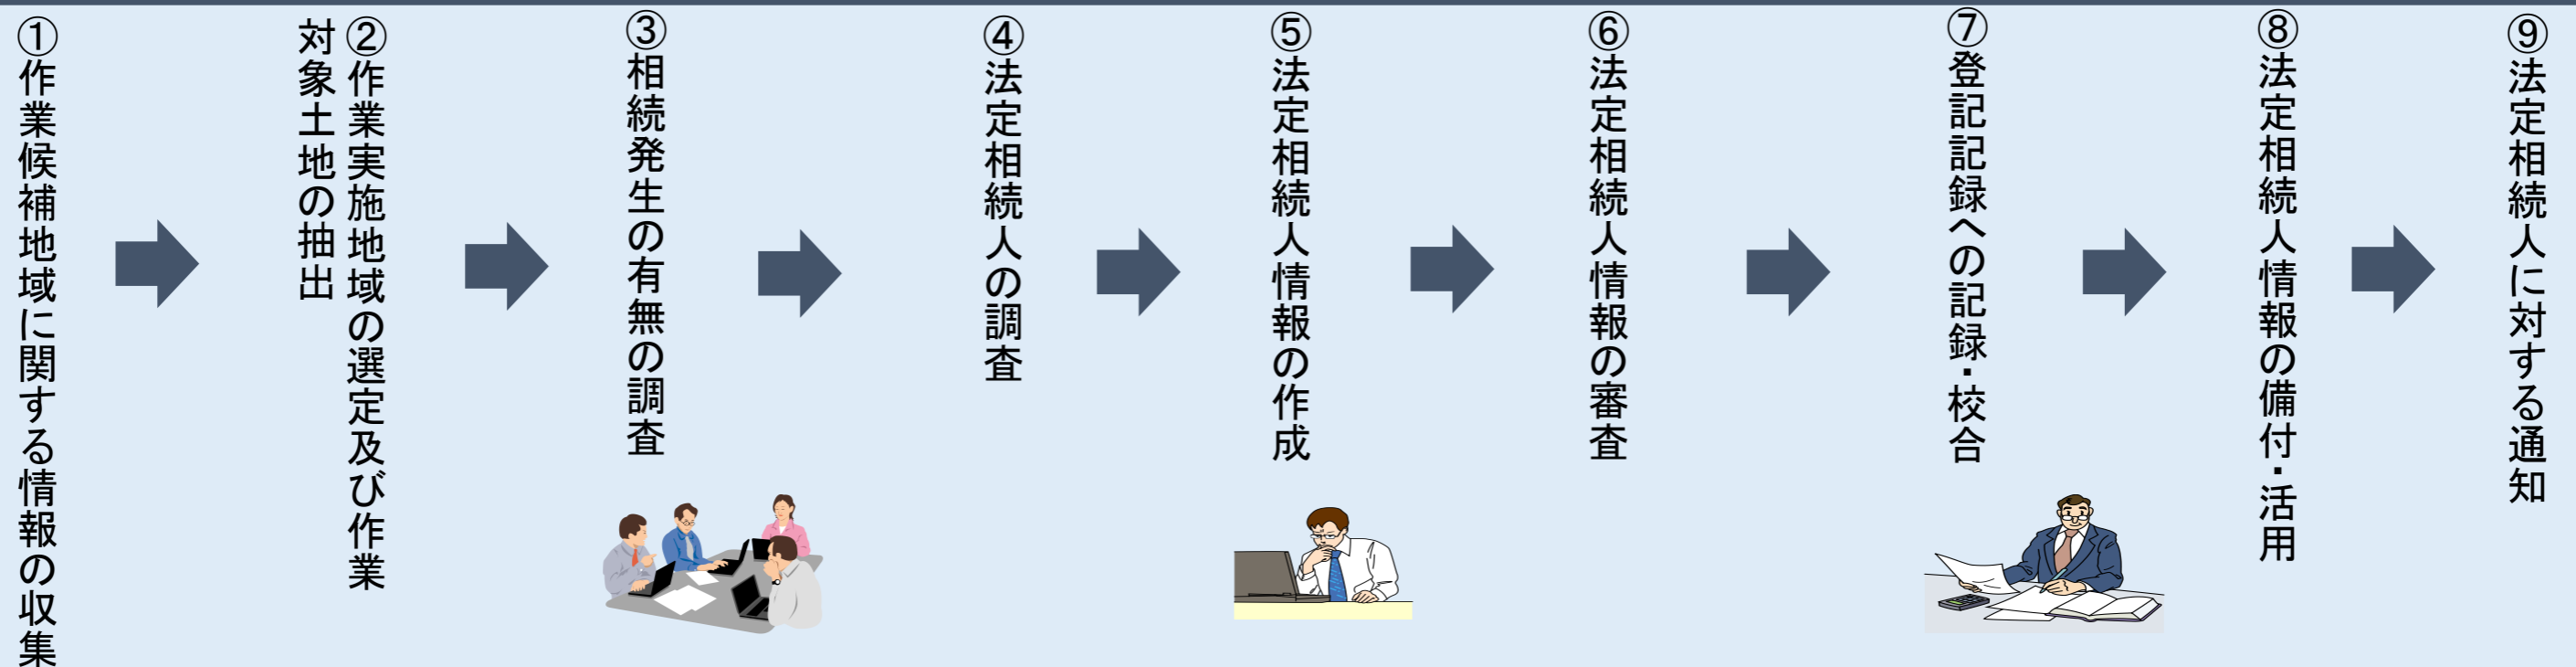 ①作業候補地域に関する情報の収集
②作業実施地域の選定及び作業
対象土地の抽出
③相続発生の有無の調査
④法定相続人の調査
⑤法定相続人情報の作成
⑥法定相続人情報の審査
⑦登記記録への記録・校合
⑧法定相続人情報の備付・活用
⑨法定相続人に対する通知